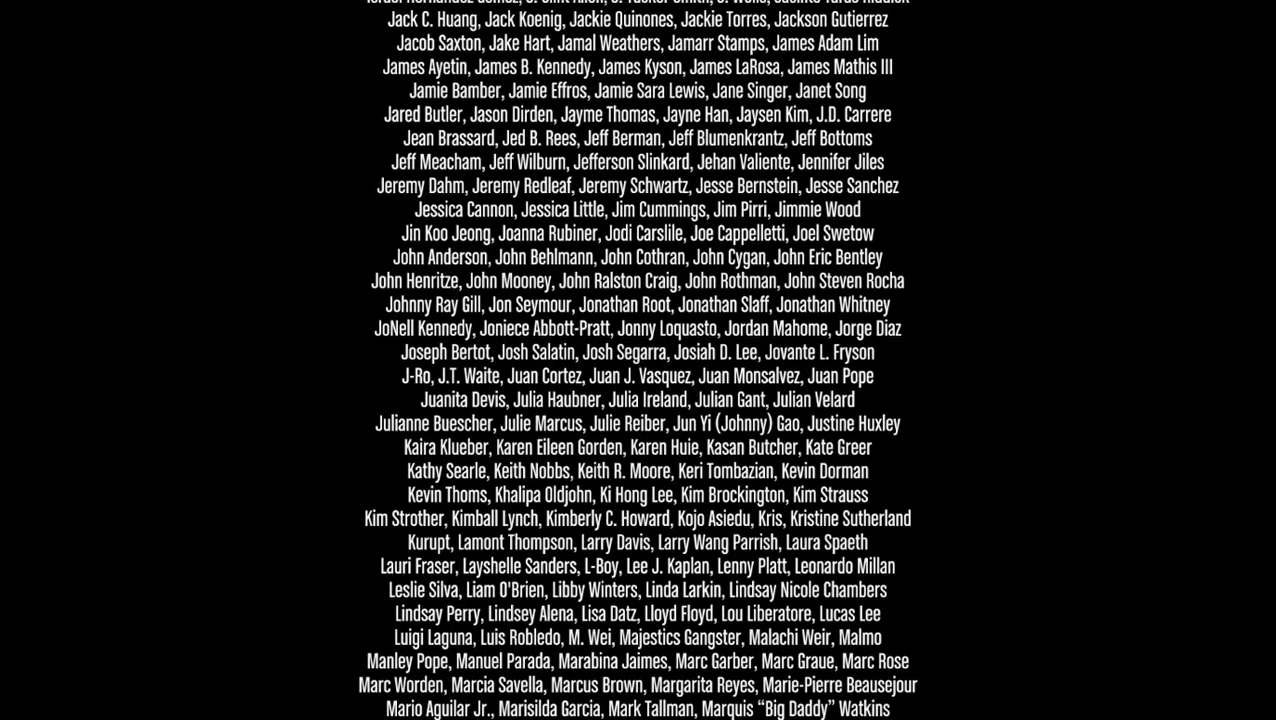 Jack C. Huang, Jack Koenig, Jackie Quinones, Jackie Torres, Jackson Gutierrez
Jacob Saxton, Jake Hart, Jamal Weathers, Jamarr Stamps, James Adam Lim
James Ayetin, James B. Kennedy, James Kyson, James LaRosa, James Mathis III
Jamie Bamber, Jamie Effros, Jamie Sara Lewis, Jane Singer, Janet Song
Jared Butler, Jason Dirden, Jayme Thomas, Jayne Han, Jaysen Kim, J.D. Carrere
Jean Brassard, Jed B. Rees, Jeff Berman, Jeff Blumenkrantz, Jeff Bottoms
Jeff Meacham, Jeff Wilburn, Jefferson Slinkard, Jehan Valiente, Jennifer Jiles
Jeremy Dahm, Jeremy Redleaf, Jeremy Schwartz, Jesse Bernstein, Jesse Sanchez
Jessica Cannon, Jessica Little, Jim Cummings, Jim Pirri, Jimmie Wood
Jin Koo Jeong, Joanna Rubiner, Jodi Carslile, Joe Cappelletti, Joel Swetow
John Anderson, John Behlmann, John Cothran, John Cygan, John Eric Bentley
John Henritze, John Mooney, John Ralston Craig, John Rothman, John Steven Rocha
Johnny Ray Gill, Jon Seymour, Jonathan Root, Jonathan Slaff, Jonathan Whitney
JoNell Kennedy, Joniece Abbott-Pratt, Jonny Loquasto, Jordan Mahome, Jorge Diaz
Joseph Bertot, Josh Salatin, Josh Segarra, Josiah D. Lee, Jovante L. Fryson
J-Ro, J.T. Waite, Juan Cortez, Juan J. Vasquez, Juan Monsalvez, Juan Pope
Juanita Devis, Julia Haubner, Julia Ireland, Julian Gant, Julian Velard
Julianne Buescher, Julie Marcus, Julie Reiber, Jun Yi (Johnny) Gao, Justine Huxley
Kaira Klueber, Karen Eileen Gorden, Karen Huie, Kasan Butcher, Kate Greer
Kathy Searle, Keith Nobbs, Keith R. Moore, Keri Tombazian, Kevin Dorman
Kevin Thoms, Khalipa Oldjohn, Ki Hong Lee, Kim Brockington, Kim Strauss
Kim Strother, Kimball Lynch, Kimberly C. Howard, Kojo Asiedu, Kris, Kristine Sutherland
Kurupt, Lamont Thompson, Larry Davis, Larry Wang Parrish, Laura Spaeth
Lauri Fraser, Layshelle Sanders, L-Boy, Lee J. Kaplan, Lenny Platt, Leonardo Millan
Leslie Silva, Liam O'Brien, Libby Winters, Linda Larkin, Lindsay Nicole Chambers
Lindsay Perry, Lindsey Alena, Lisa Datz, Lloyd Floyd, Lou Liberatore, Lucas Lee
Luigi Laguna, Luis Robledo, M. Wei, Majestics Gangster, Malachi Weir, Malmo
Manley Pope, Manuel Parada, Marabina Jaimes, Marc Garber, Marc Graue, Marc Rose
Marc Worden, Marcia Savella, Marcus Brown, Margarita Reyes, Marie-Pierre Beausejour
Mario Aguilar Jr., Marisilda Garcia, Mark Tallman, Marquis “Big Daddy” Watkins